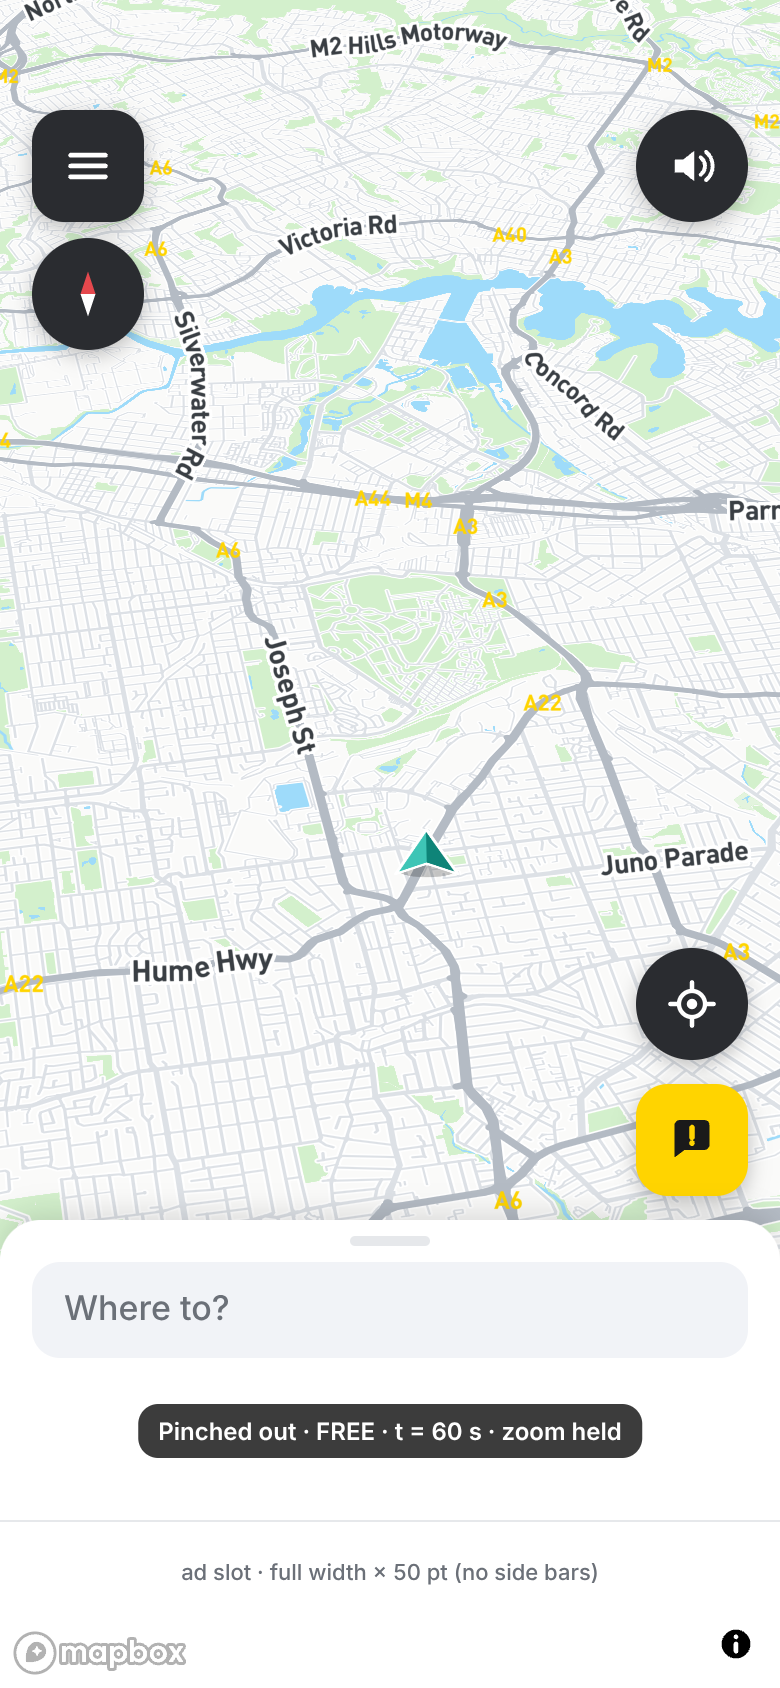 M2 Hills Motorway
M2
M2
M2
A6
Victoria Rd
A40
A6
A3
Silverwater Rd
Concord Rd
A44
M4
A3
Parr
A6
A3
Joseph St
A22
Juno Parade
A3
Hume Hwy
A22
A6
Where to?
Pinched out · FREE · t = 60 s · zoom held
ad slot · full width × 50 pt (no side bars)
mapbox